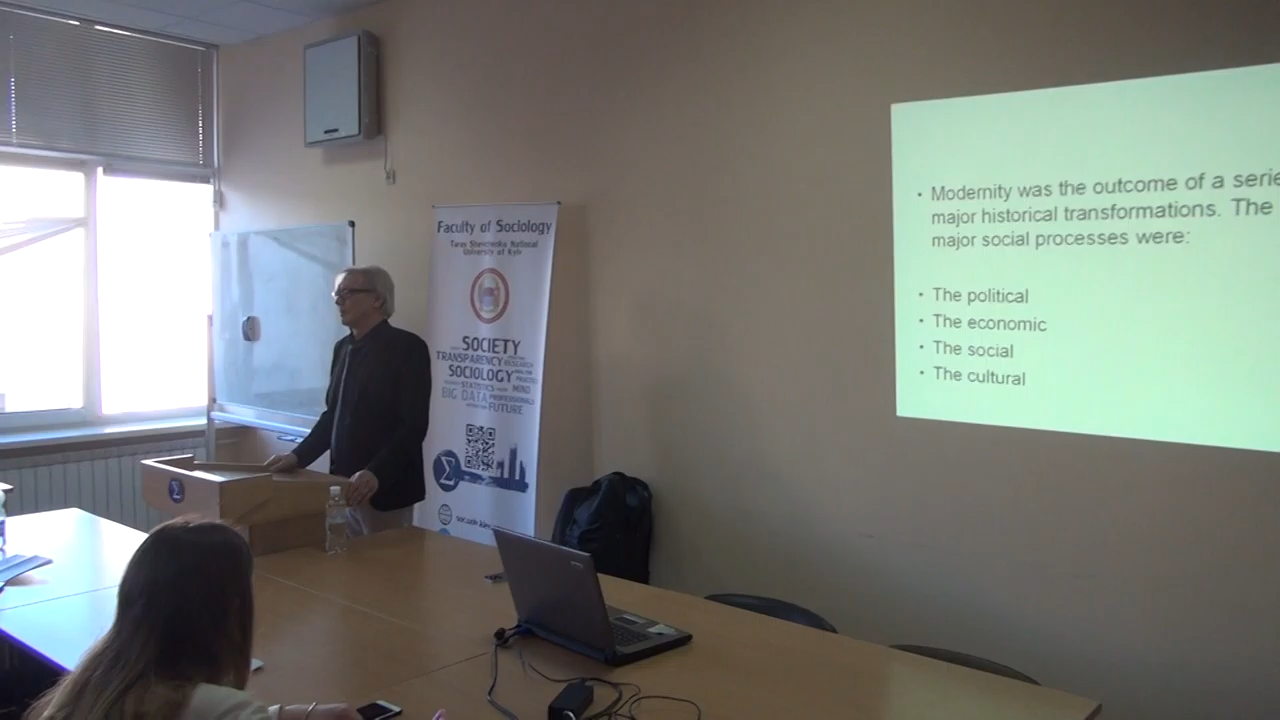 Faculty of Sociology
Taras Shevchenko National
University of Kyiv
SOCIETY
TRANSPARENCY RESEARCH
SOCIOLOGY
STATISTICS MIND
BIG DATA PROFESSIONALS
FUTURE
Σ
Σ
• Modernity was the outcome of a serie
major historical transformations. The
major social processes were:
• The political
• The economic
• The social
• The cultural